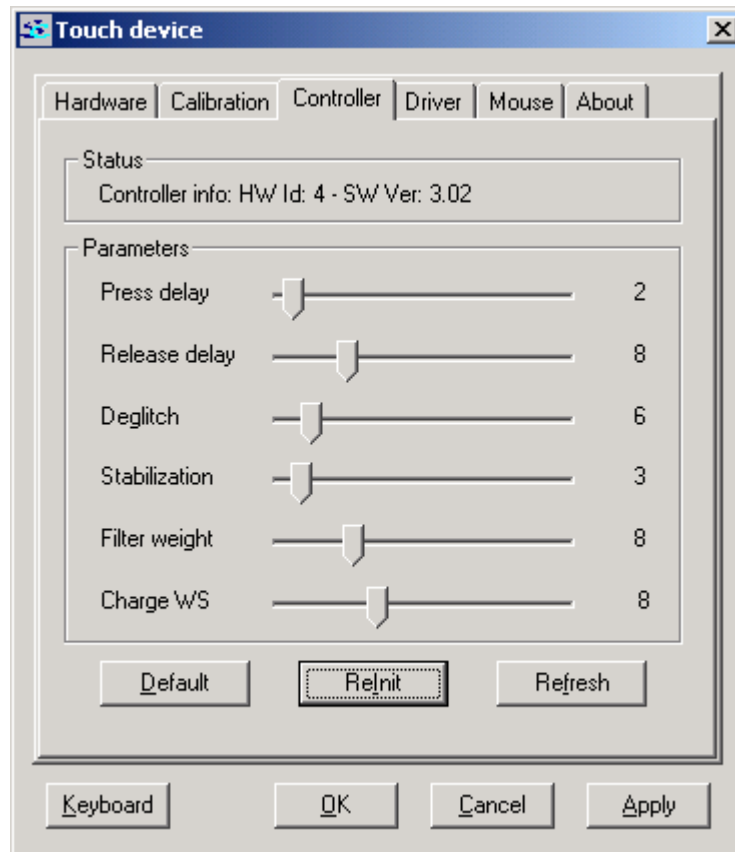 Touch device
Hardware Calibration Controller Driver Mouse About
Status
Controller info: HW Id: 4 - SW Ver: 3.02
Parameters
Press delay 2
Release delay 8
Deglitch 6
Stabilization 3
Filter weight 8
Charge WS 8
Default ReInit Refresh
Keyboard OK Cancel Apply